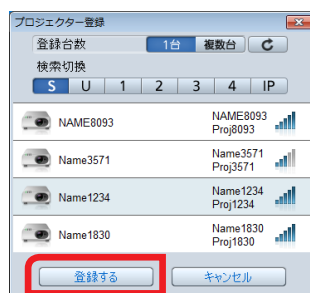 プロジェクター登録
登録台数 1台 複数台
検索切換
S U 1 2 3 4 IP
NAME8093 NAME8093
Proj8093
Name3571 Name3571
Proj3571
Name1234 Name1234
Proj1234
Name1830 Name1830
Proj1830
登録する キャンセル